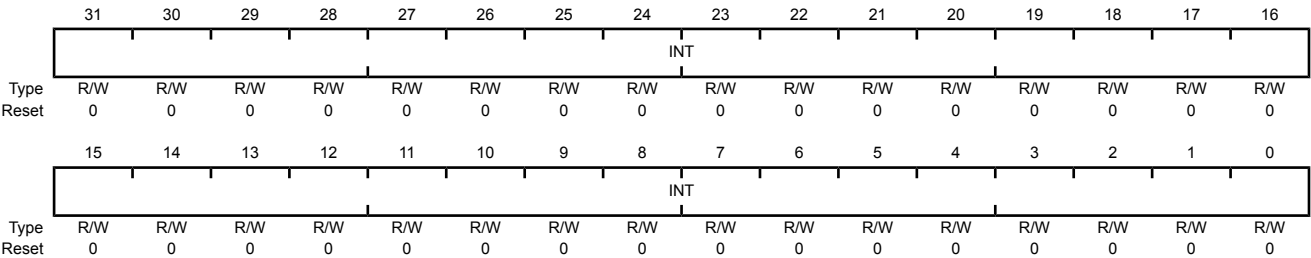 31 30 29 28 27 26 25 24 23 22 21 20 19 18 17 16
INT
Type R/W R/W R/W R/W R/W R/W R/W R/W R/W R/W R/W R/W R/W R/W R/W R/W
Reset 0 0 0 0 0 0 0 0 0 0 0 0 0 0 0 0
15 14 13 12 11 10 9 8 7 6 5 4 3 2 1 0
INT
Type R/W R/W R/W R/W R/W R/W R/W R/W R/W R/W R/W R/W R/W R/W R/W R/W
Reset 0 0 0 0 0 0 0 0 0 0 0 0 0 0 0 0